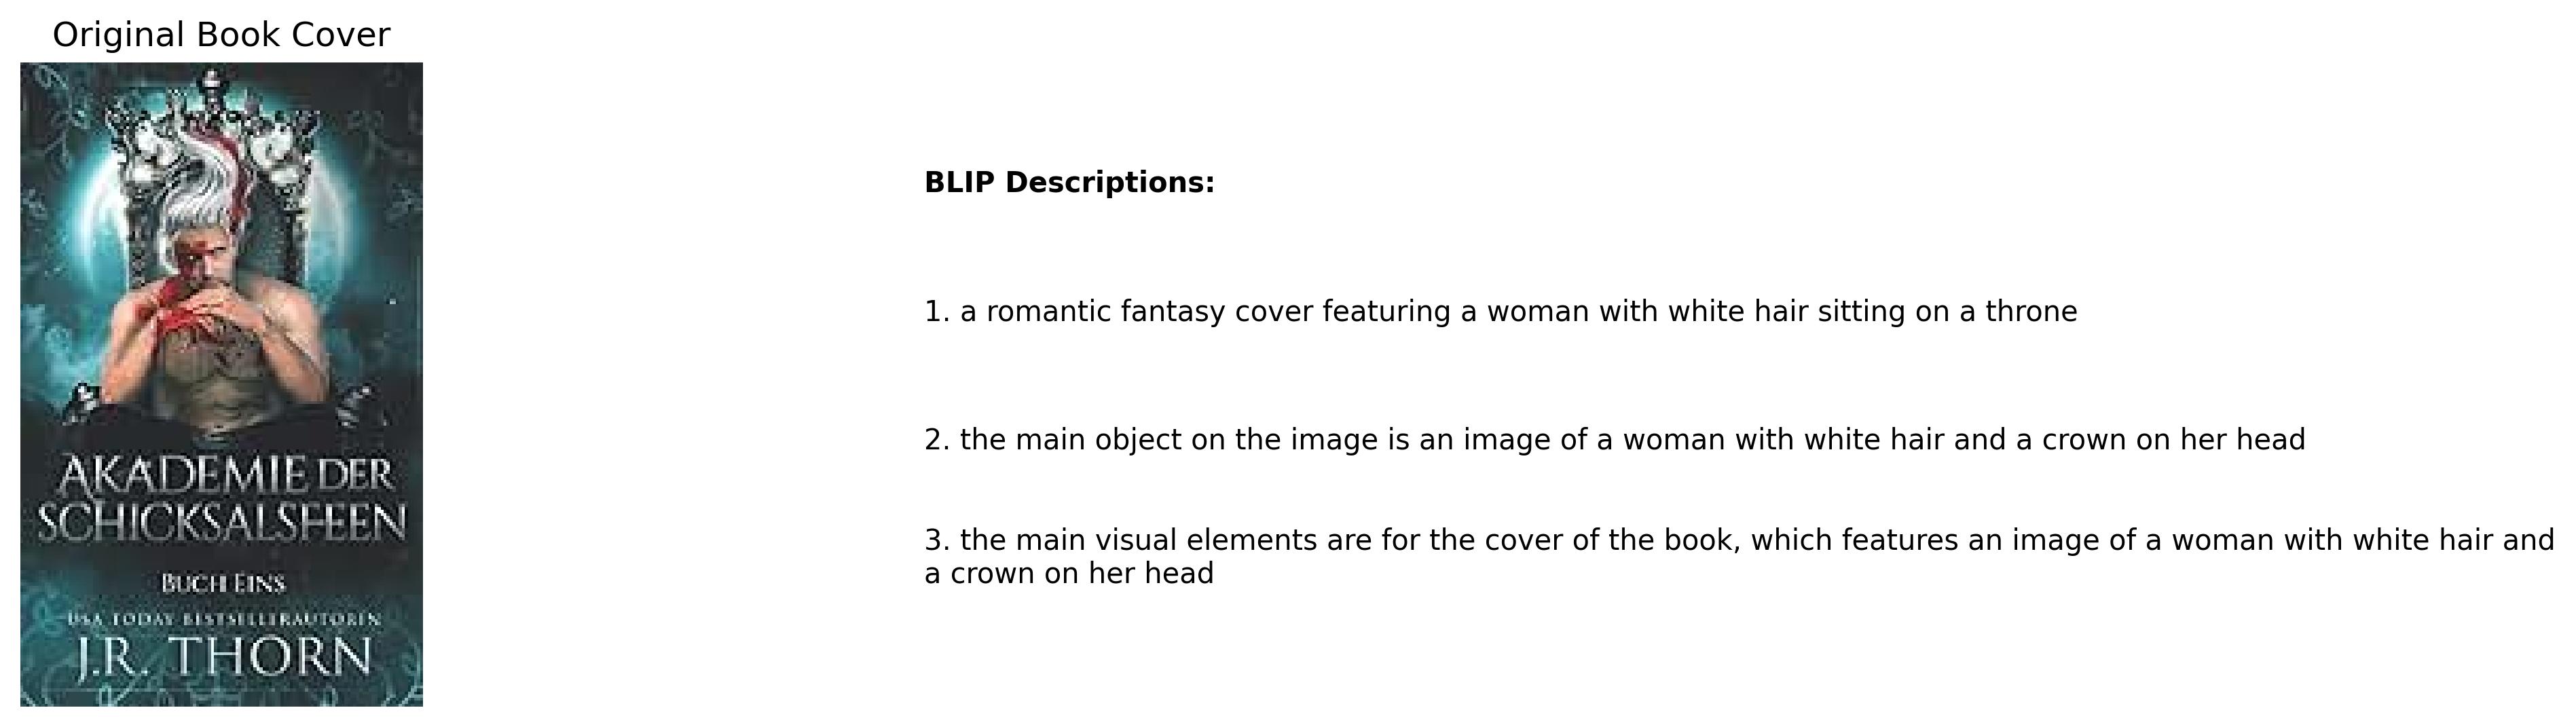 Original Book Cover
AKADEMIE DER
SCHICKSALSFEEN
BUCH EINS
USA TODAY BESTSELLERAUTORIN
J.R. THORN
BLIP Descriptions:
1. a romantic fantasy cover featuring a woman with white hair sitting on a throne
2. the main object on the image is an image of a woman with white hair and a crown on her head
3. the main visual elements are for the cover of the book, which features an image of a woman with white hair and
a crown on her head